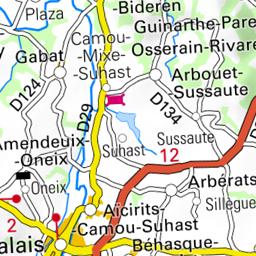 Plaza
-Bideren
Guinarthe-Pare
Osserain-Rivare
Gabat
Camou-
-Mixe-
Suhast
Arbouet-
Sussaute
D124
D29
D134
Amendeuix-
-Oneix
Suhast
Sussaute
12
Oneix
Arbérats
Sillègue
2
Aïcirits-
-Camou-Suhast
alais
Béhasque-